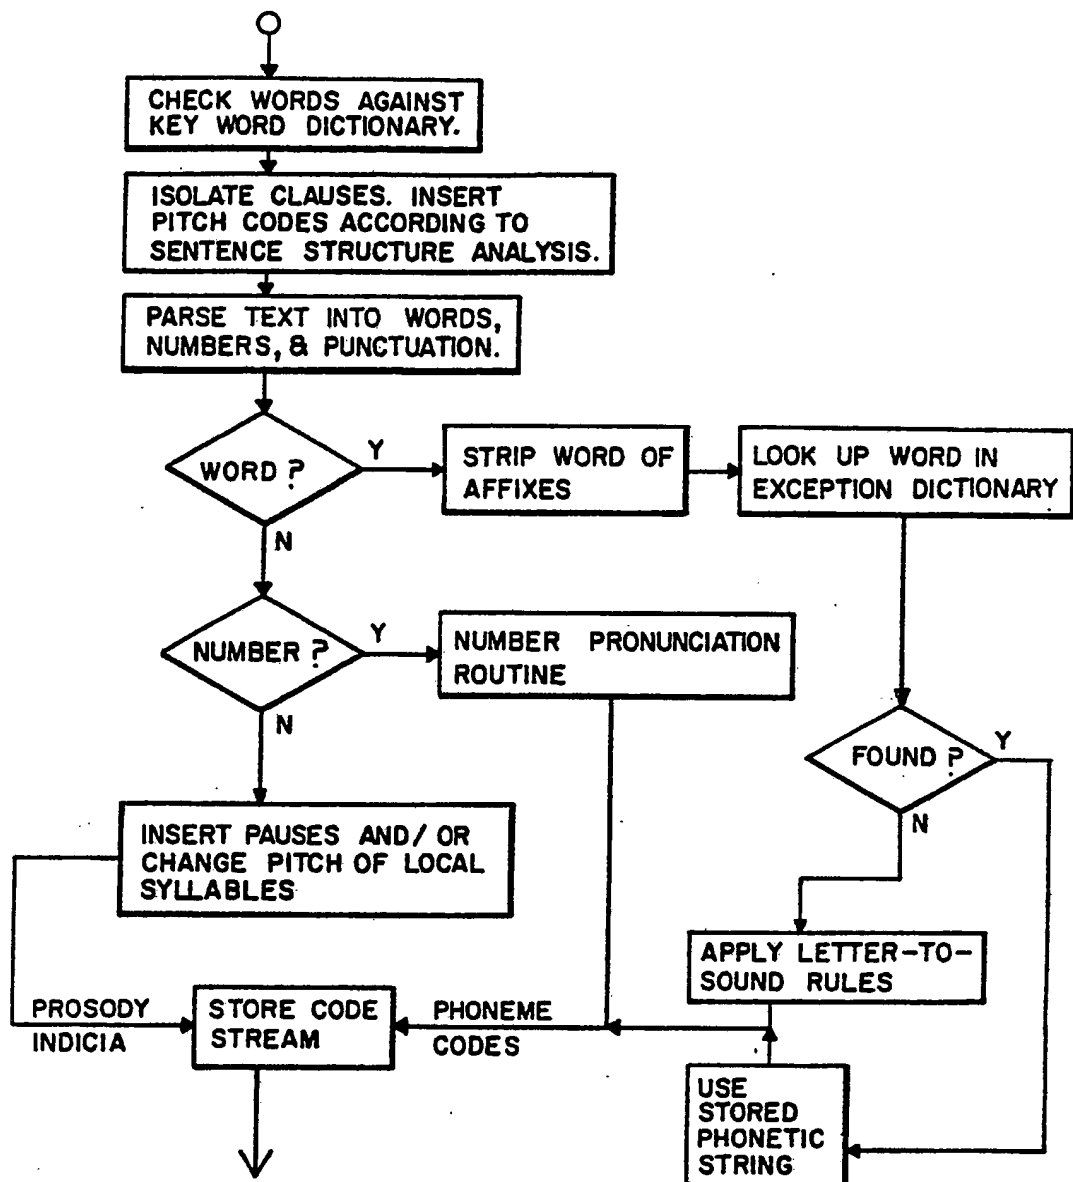 CHECK WORDS AGAINST
KEY WORD DICTIONARY.
ISOLATE CLAUSES. INSERT
PITCH CODES ACCORDING TO
SENTENCE STRUCTURE ANALYSIS.
PARSE TEXT INTO WORDS,
NUMBERS, & PUNCTUATION.
WORD ?
Y
STRIP WORD OF
AFFIXES
LOOK UP WORD IN
EXCEPTION DICTIONARY
N
NUMBER ?
Y
NUMBER PRONUNCIATION
ROUTINE
N
FOUND ?
Y
N
INSERT PAUSES AND/OR
CHANGE PITCH OF LOCAL
SYLLABLES
APPLY LETTER-TO-
SOUND RULES
PROSODY
INDICIA
STORE CODE
STREAM
PHONEME
CODES
USE
STORED
PHONETIC
STRING